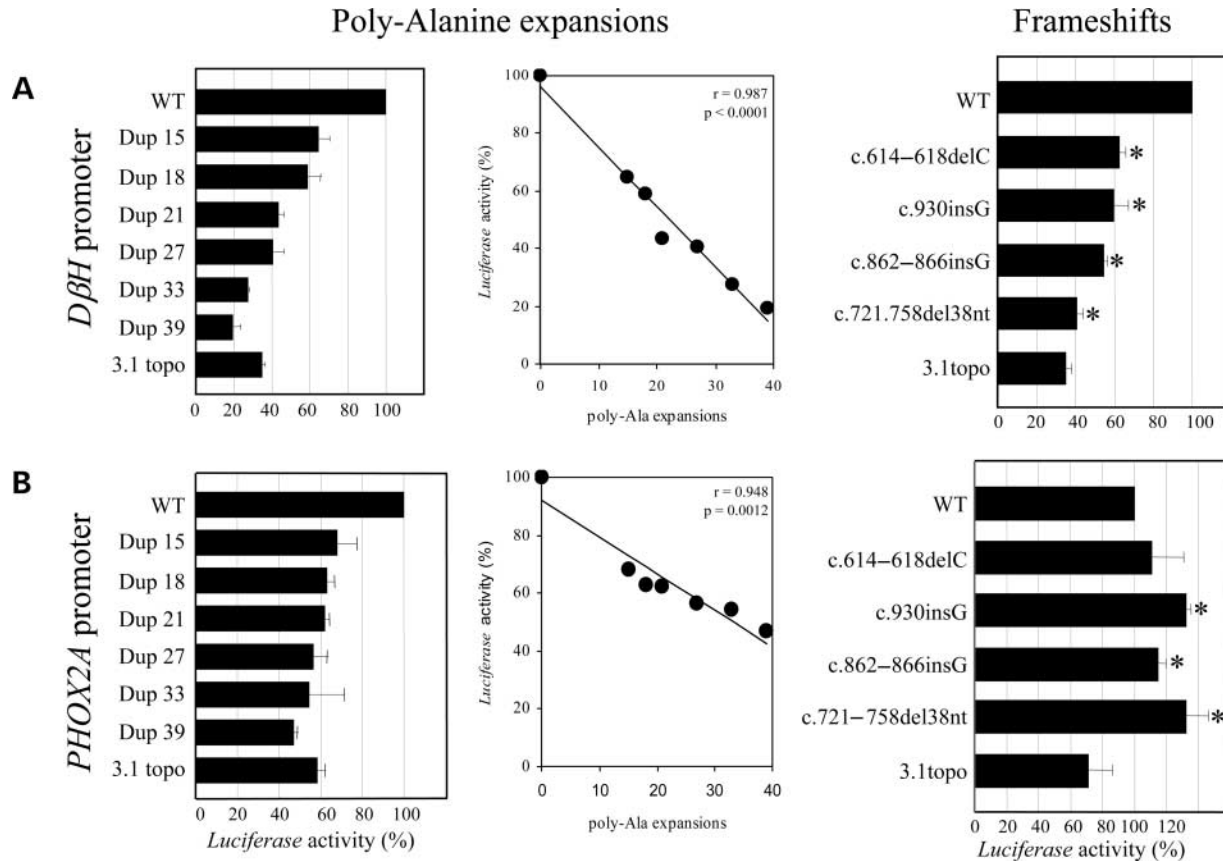 Poly-Alanine expansions
Frameshifts
A
DβH promoter
WT
Dup 15
Dup 18
Dup 21
Dup 27
Dup 33
Dup 39
3.1 topo
0 20 40 60 80 100
Luciferase activity (%)
100
80
60
40
20
0
r = 0.987
p < 0.0001
0 10 20 30 40
poly-Ala expansions
WT
c.614–618delC
*
c.930insG
*
c.862–866insG
*
c.721.758del38nt
*
3.1topo
0 20 40 60 80 100
B
PHOX2A promoter
WT
Dup 15
Dup 18
Dup 21
Dup 27
Dup 33
Dup 39
3.1 topo
0 20 40 60 80 100
Luciferase activity (%)
Luciferase activity (%)
100
80
60
40
20
0
r = 0.948
p = 0.0012
0 10 20 30 40
poly-Ala expansions
WT
c.614–618delC
c.930insG
*
c.862–866insG
*
c.721–758del38nt
*
3.1topo
0 20 40 60 80 100 120
Luciferase activity (%)